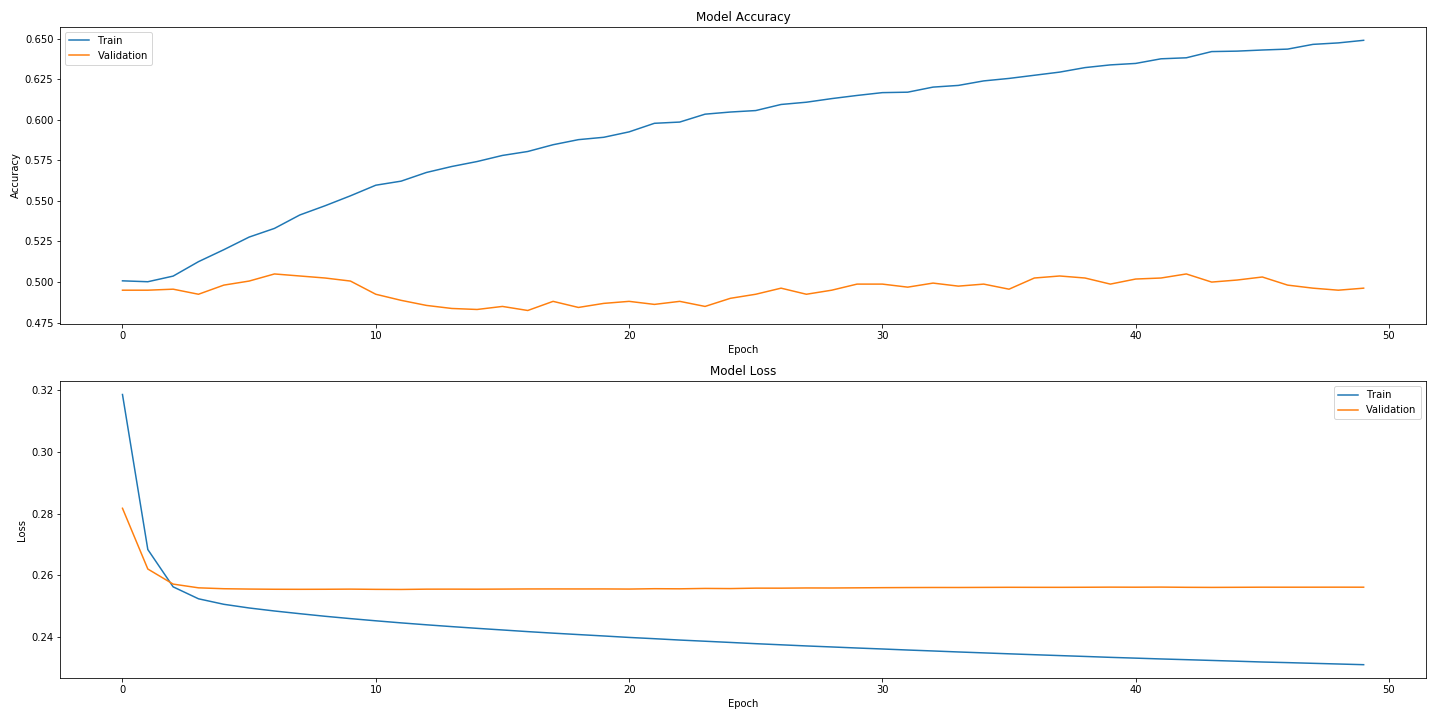 Model Accuracy
Train
Validation
0.650
0.625
0.600
0.575
0.550
0.525
0.500
0.475
Accuracy
0 10 20 30 40 50
Epoch
Model Loss
Train
Validation
0.32
0.30
0.28
0.26
0.24
Loss
0 10 20 30 40 50
Epoch